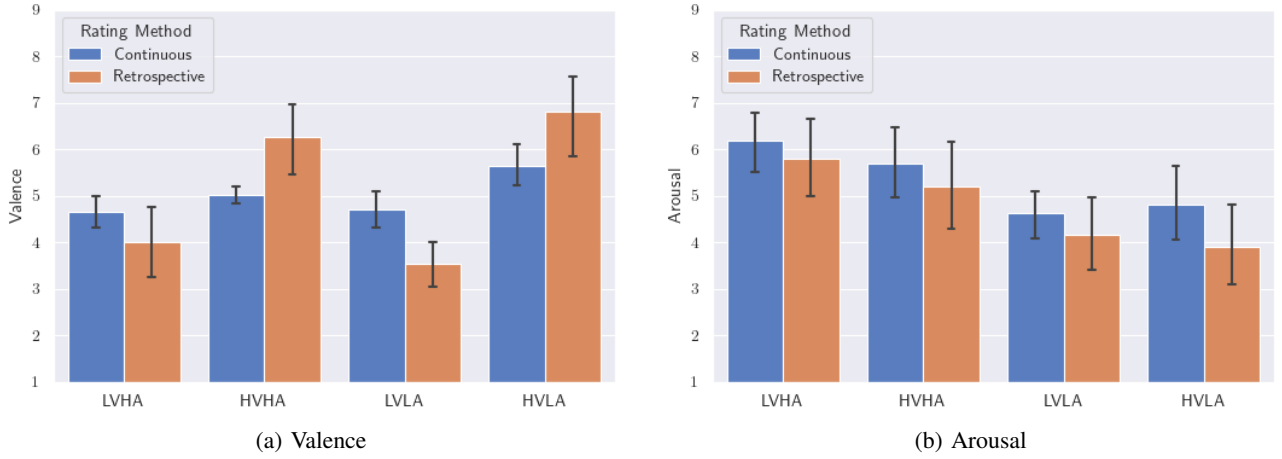 Rating Method
Continuous
Retrospective
9
8
7
6
5
4
3
2
1
Valence
LVHA HVHA LVLA HVLA
(a) Valence
Rating Method
Continuous
Retrospective
9
8
7
6
5
4
3
2
1
Arousal
LVHA HVHA LVLA HVLA
(b) Arousal